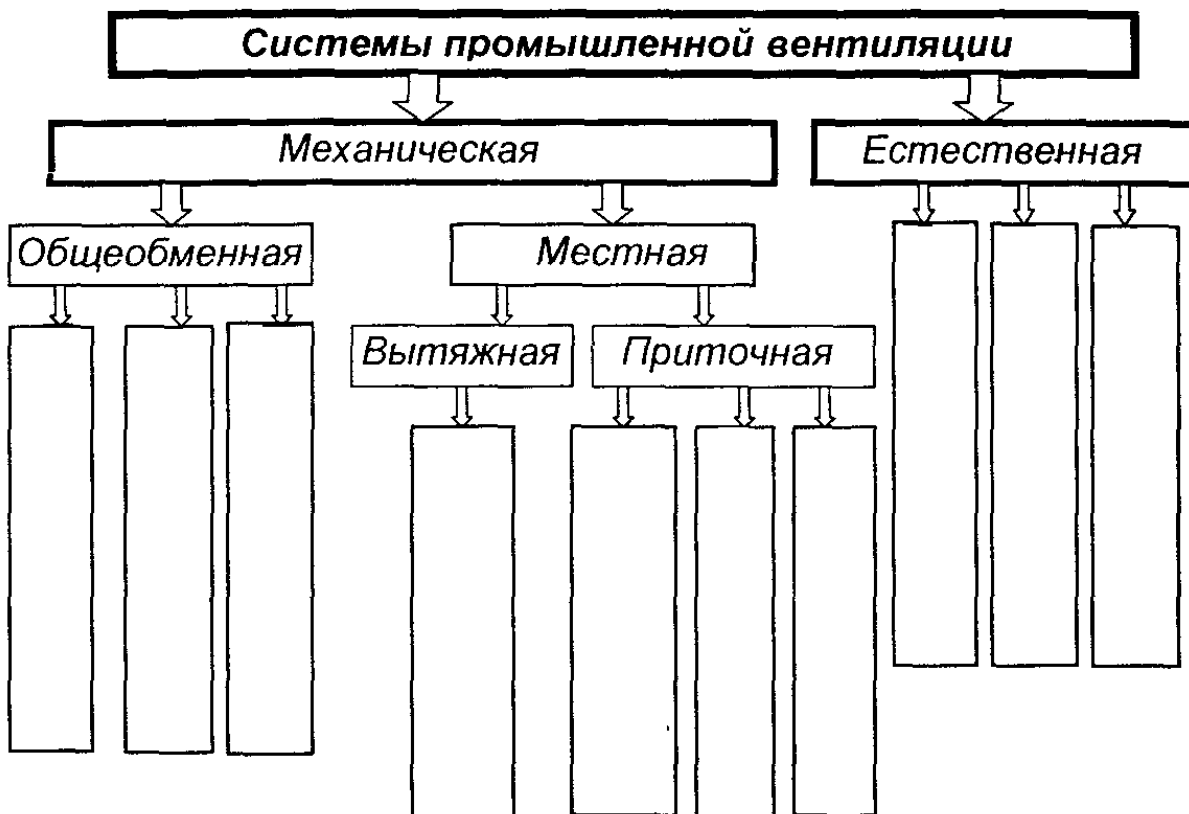 Системы промышленной вентиляции
Механическая
Естественная
Общеобменная
Местная
Вытяжная
Приточная